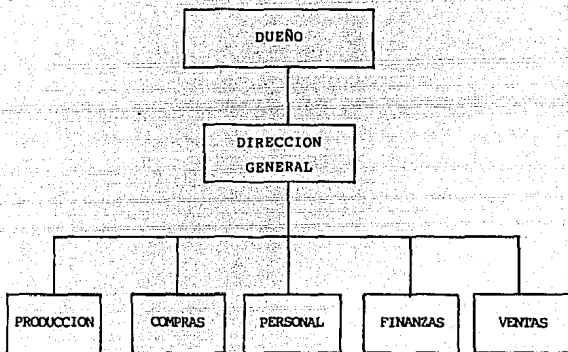 DUEÑO
DIRECCION
GENERAL
PRODUCCION
COMPRAS
PERSONAL
FINANZAS
VENTAS